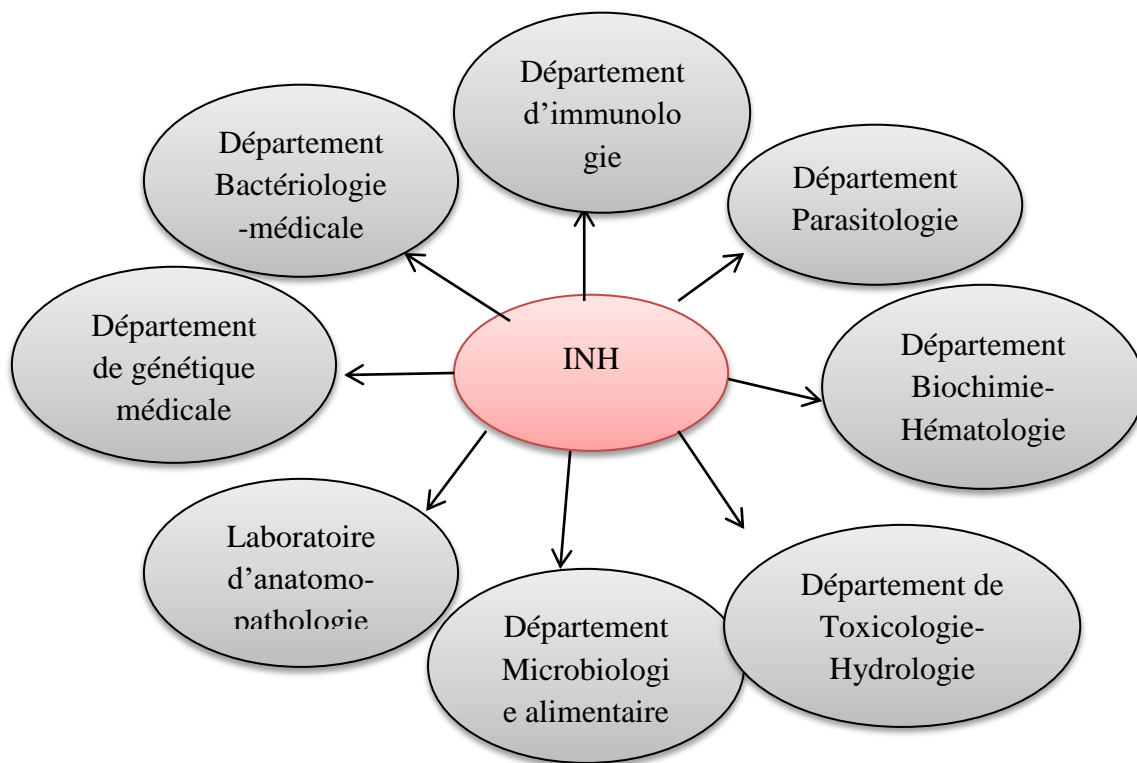 Département
d’immunolo
gie
Département
Bactériologie
-médicale
Département
Parasitologie
Département
de génétique
médicale
INH
Département
Biochimie-
Hématologie
Laboratoire
d’anatomo-
pathologie
Département
Microbiologi
e alimentaire
Département de
Toxicologie-
Hydrologie